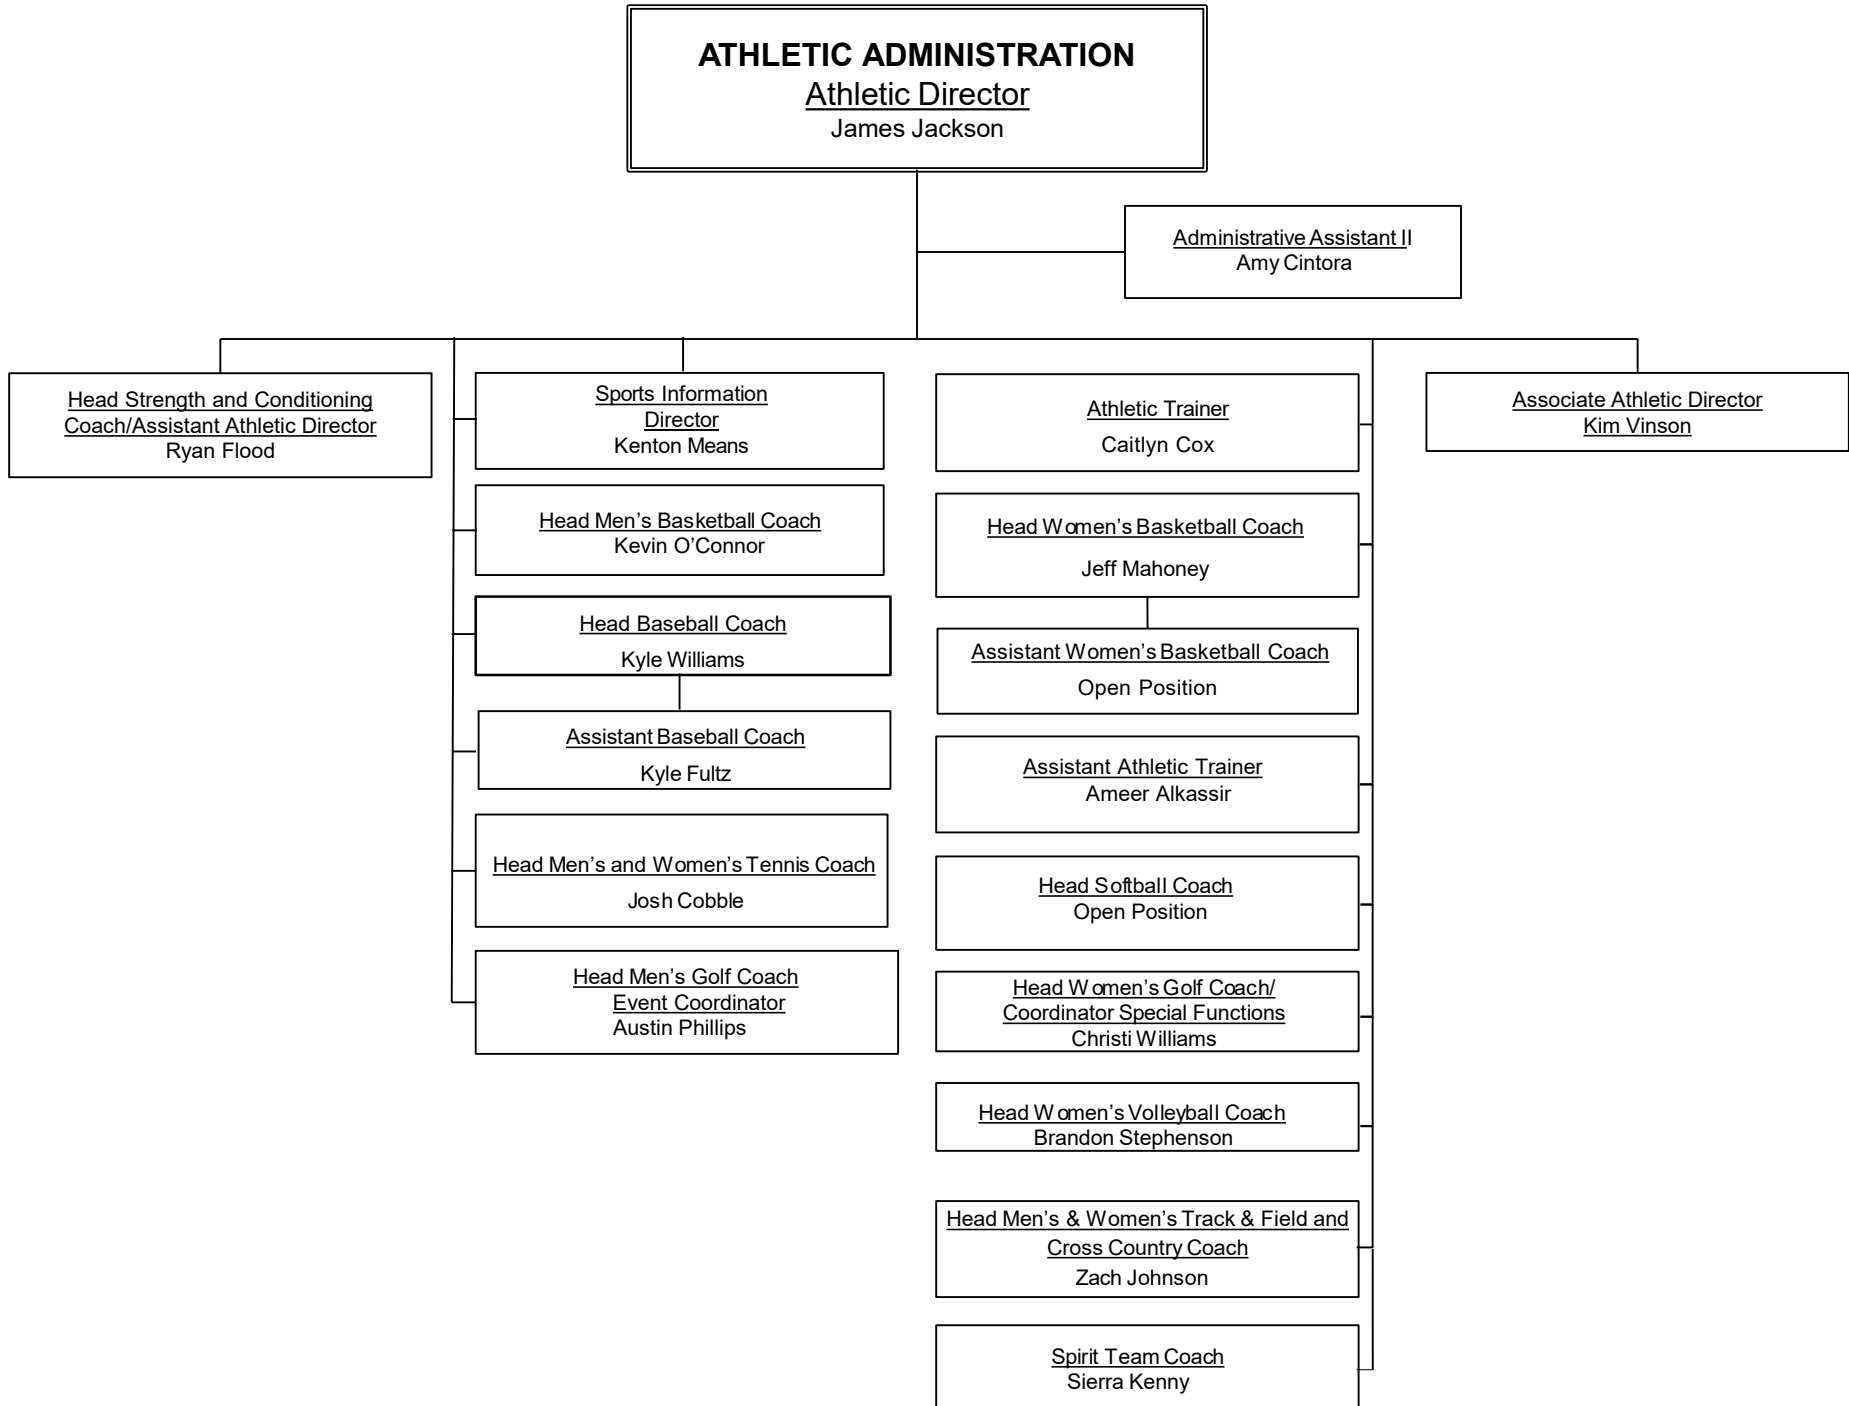 ATHLETIC ADMINISTRATION
Athletic Director
James Jackson
Administrative Assistant II
Amy Cintora
Head Strength and Conditioning
Coach/Assistant Athletic Director
Ryan Flood
Sports Information
Director
Kenton Means
Head Men’s Basketball Coach
Kevin O’Connor
Head Baseball Coach
Kyle Williams
Assistant Baseball Coach
Kyle Fultz
Head Men’s and Women’s Tennis Coach
Josh Cobble
Head Men’s Golf Coach
Event Coordinator
Austin Phillips
Athletic Trainer
Caitlyn Cox
Head Women’s Basketball Coach
Jeff Mahoney
Assistant Women’s Basketball Coach
Open Position
Assistant Athletic Trainer
Ameer Alkassir
Head Softball Coach
Open Position
Head Women’s Golf Coach/
Coordinator Special Functions
Christi Williams
Head Women’s Volleyball Coach
Brandon Stephenson
Head Men’s & Women’s Track & Field and
Cross Country Coach
Zach Johnson
Spirit Team Coach
Sierra Kenny
Associate Athletic Director
Kim Vinson